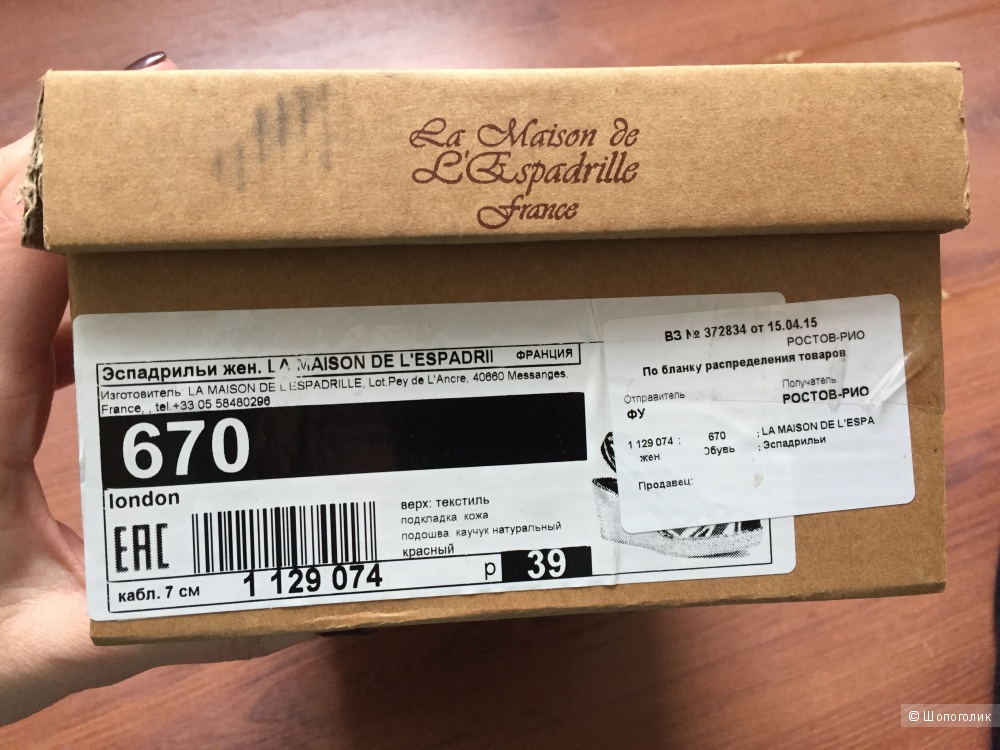 La Maison de
L'Espadrille
France
Эспадрильи жен. LA MAISON DE L'ESPADRII
ФРАНЦИЯ
Изготовитель: LA MAISON DE L'ESPADRILLE, Lot Pey de L'Ancre, 40660 Messanges,
France, , tel.+33 05 58480296
670
london
EAC
верх: текстиль
подкладка кожа
подошва. каучук натуральный
красный
кабл. 7 см
1 129 074
р 39
ВЗ № 372834 от 15.04.15
РОСТОВ-РИО
По бланку распределения товаров
Отправитель
ФУ
Получатель
РОСТОВ-РИО
1 129 074 : 670 ; LA MAISON DE L'ESPA
жен обувь : Эспадрильи
Продавец:
© Шопоголик